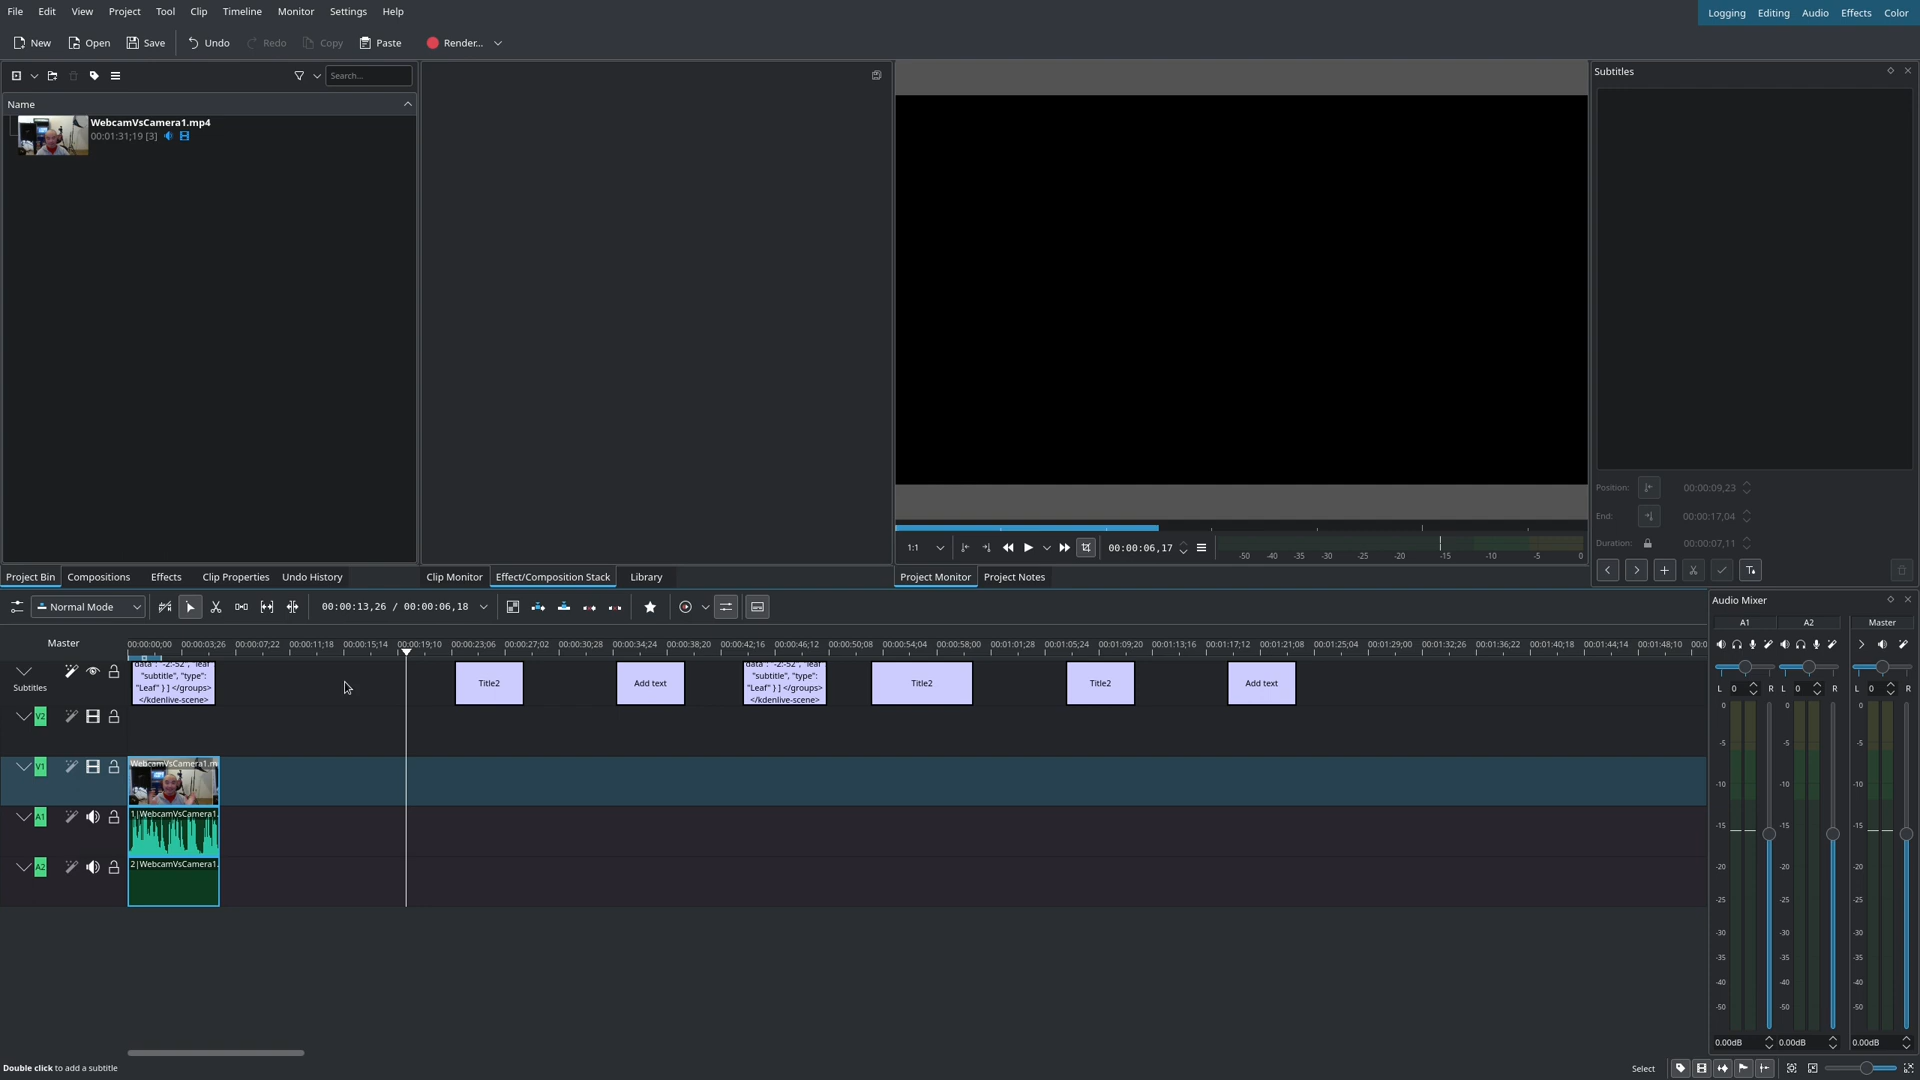 File Edit View Project Tool Clip Timeline Monitor Settings Help
Logging Editing Audio Effects Color
New Open Save Undo Redo Copy Paste Render...
Search...
Name
WebcamVsCamera1.mp4
00:01:31;19 [3]
Subtitles
Position: 00:00:09,23
End: 00:00:17,04
Duration: 00:00:07,11
1:1 00:00:06,17
-50 -40 -35 -30 -25 -20 -15 -10 -5 0
Project Bin Compositions Effects Clip Properties Undo History
Clip Monitor Effect/Composition Stack Library
Project Monitor Project Notes
Normal Mode 00:00:13,26 / 00:00:06,18
Audio Mixer
A1 A2 Master
Master
00:00:00;00 00:00:03;26 00:00:07;22 00:00:11;18 00:00:15;14 00:00:19;10 00:00:23;06 00:00:27;02 00:00:30;28 00:00:34;24 00:00:38;20 00:00:42;16 00:00:46;12 00:00:50;08 00:00:54;04 00:00:58;00 00:01:01;28 00:01:05;24 00:01:09;20 00:01:13;16 00:01:17;12 00:01:21;08 00:01:25;04 00:01:29;00 00:01:32;26 00:01:36;22 00:01:40;18 00:01:44;14 00:01:48;10
Subtitles
data": "-2:-52", "leaf
"subtitle", "type":
"Leaf" } ] </groups>
</kdenlive-scene>
Title2
Add text
data": "-2:-52", "leaf
"subtitle", "type":
"Leaf" } ] </groups>
</kdenlive-scene>
Title2
Title2
Add text
V2
V1
WebcamVsCamera1.m
A1
1|WebcamVsCamera1.
A2
2|WebcamVsCamera1.
L 0 R L 0 R L 0 R
0 0 0
-5 -5 -5
-10 -10 -10
-15 -15 -15
-20 -20 -20
-25 -25 -25
-30 -30 -30
-35 -35 -35
-40 -40 -40
-50 -50 -50
0.00dB 0.00dB 0.00dB
Double click to add a subtitle
Select